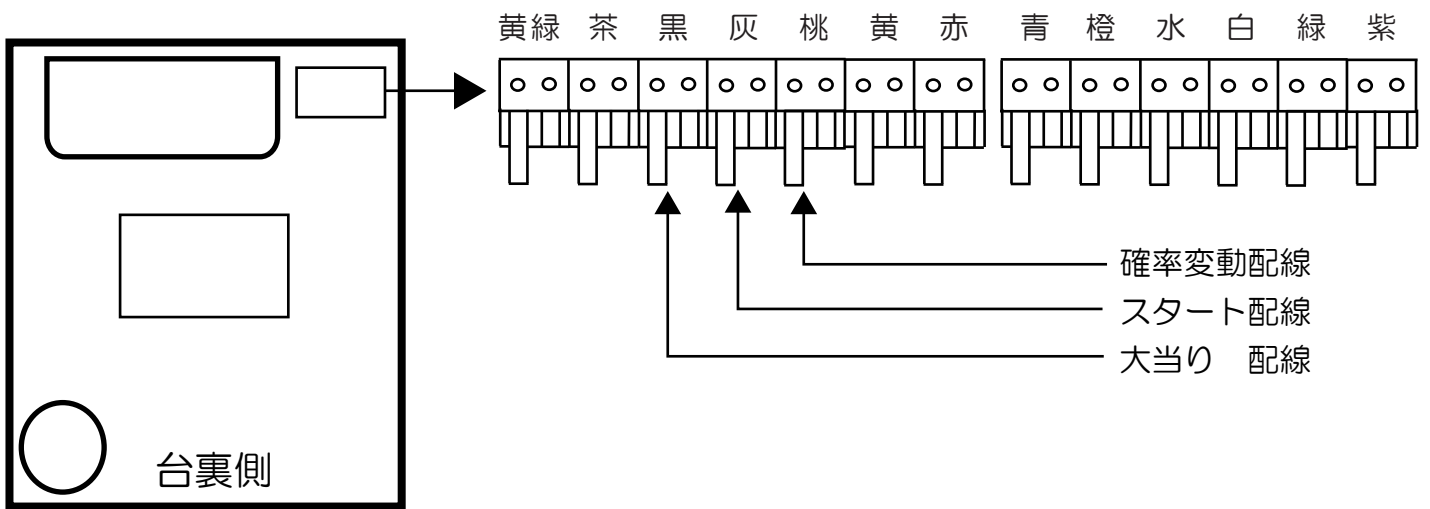 黄緑 茶 黒 灰 桃 黄 赤 青 橙 水 白 緑 紫
確率変動配線
スタート配線
大当り　配線
台裏側